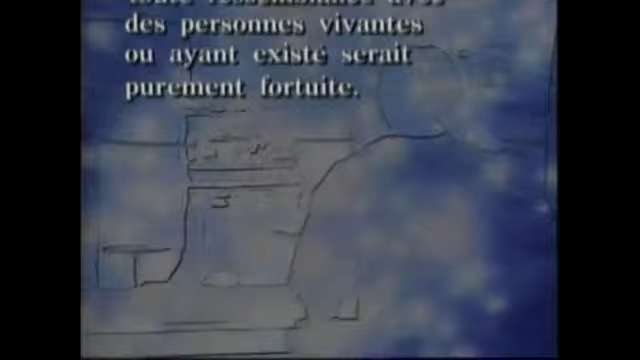 des personnes vivantes
ou ayant existé serait
purement fortuite.